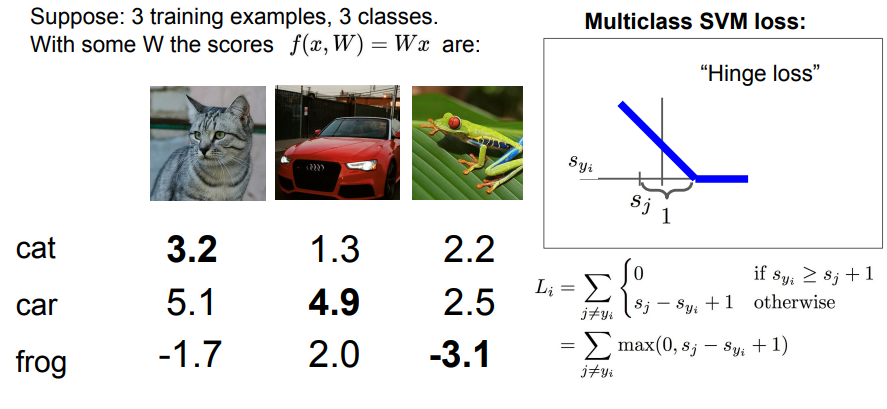 Suppose: 3 training examples, 3 classes.
With some W the scores f(x, W) = Wx are:
cat 3.2 1.3 2.2
car 5.1 4.9 2.5
frog -1.7 2.0 -3.1
Multiclass SVM loss:
“Hinge loss”
s_{y_i}
s_j
1
L_i = \sum_{j \neq y_i} \begin{cases} 0 & \text{if } s_{y_i} \geq s_j + 1 \\ s_j - s_{y_i} + 1 & \text{otherwise} \end{cases}
= \sum_{j \neq y_i} \max(0, s_j - s_{y_i} + 1)